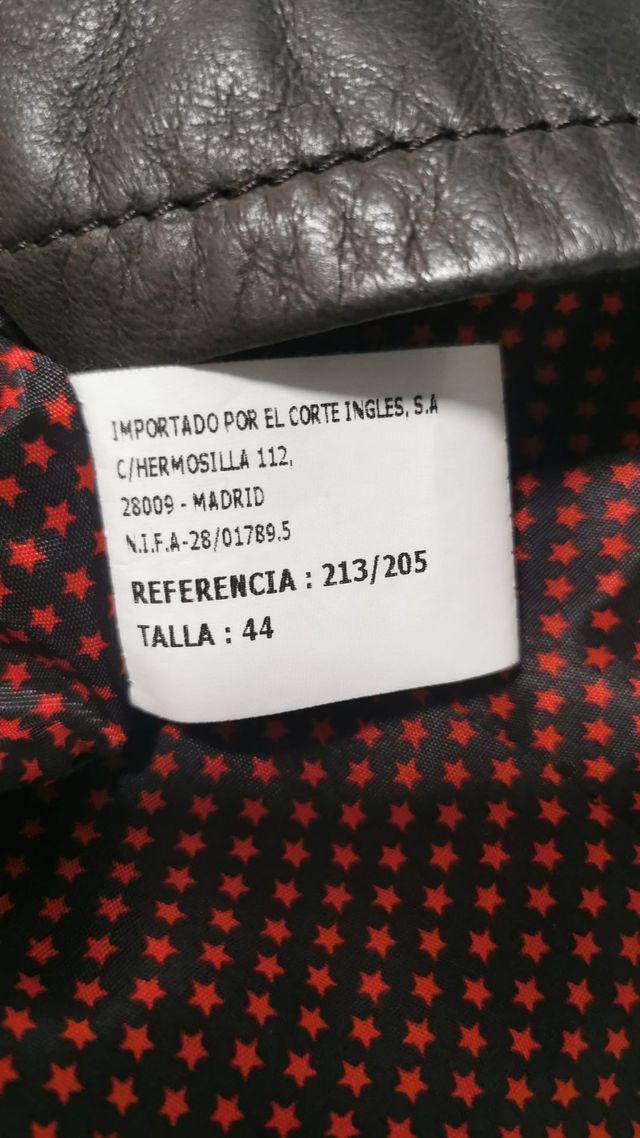 IMPORTADO POR EL CORTE INGLES, S.A
C/HERMOSILLA 112,
28009 - MADRID
N.I.F.A-28/01789.5
REFERENCIA : 213/205
TALLA : 44